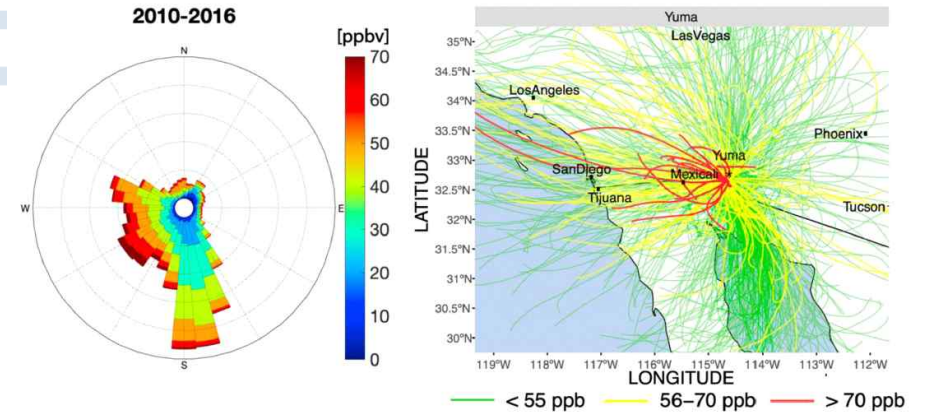 2010-2016
[ppbv]
N
W
E
S
70
60
50
40
30
20
10
0
Yuma
LasVegas
LosAngeles
Phoenix
Yuma
SanDiego
Mexicali
Tijuana
Tucson
LATITUDE
35°N
34.5°N
34°N
33.5°N
33°N
32.5°N
32°N
31.5°N
31°N
30.5°N
30°N
119°W 118°W 117°W 116°W 115°W 114°W 113°W 112°W
LONGITUDE
< 55 ppb 56–70 ppb > 70 ppb